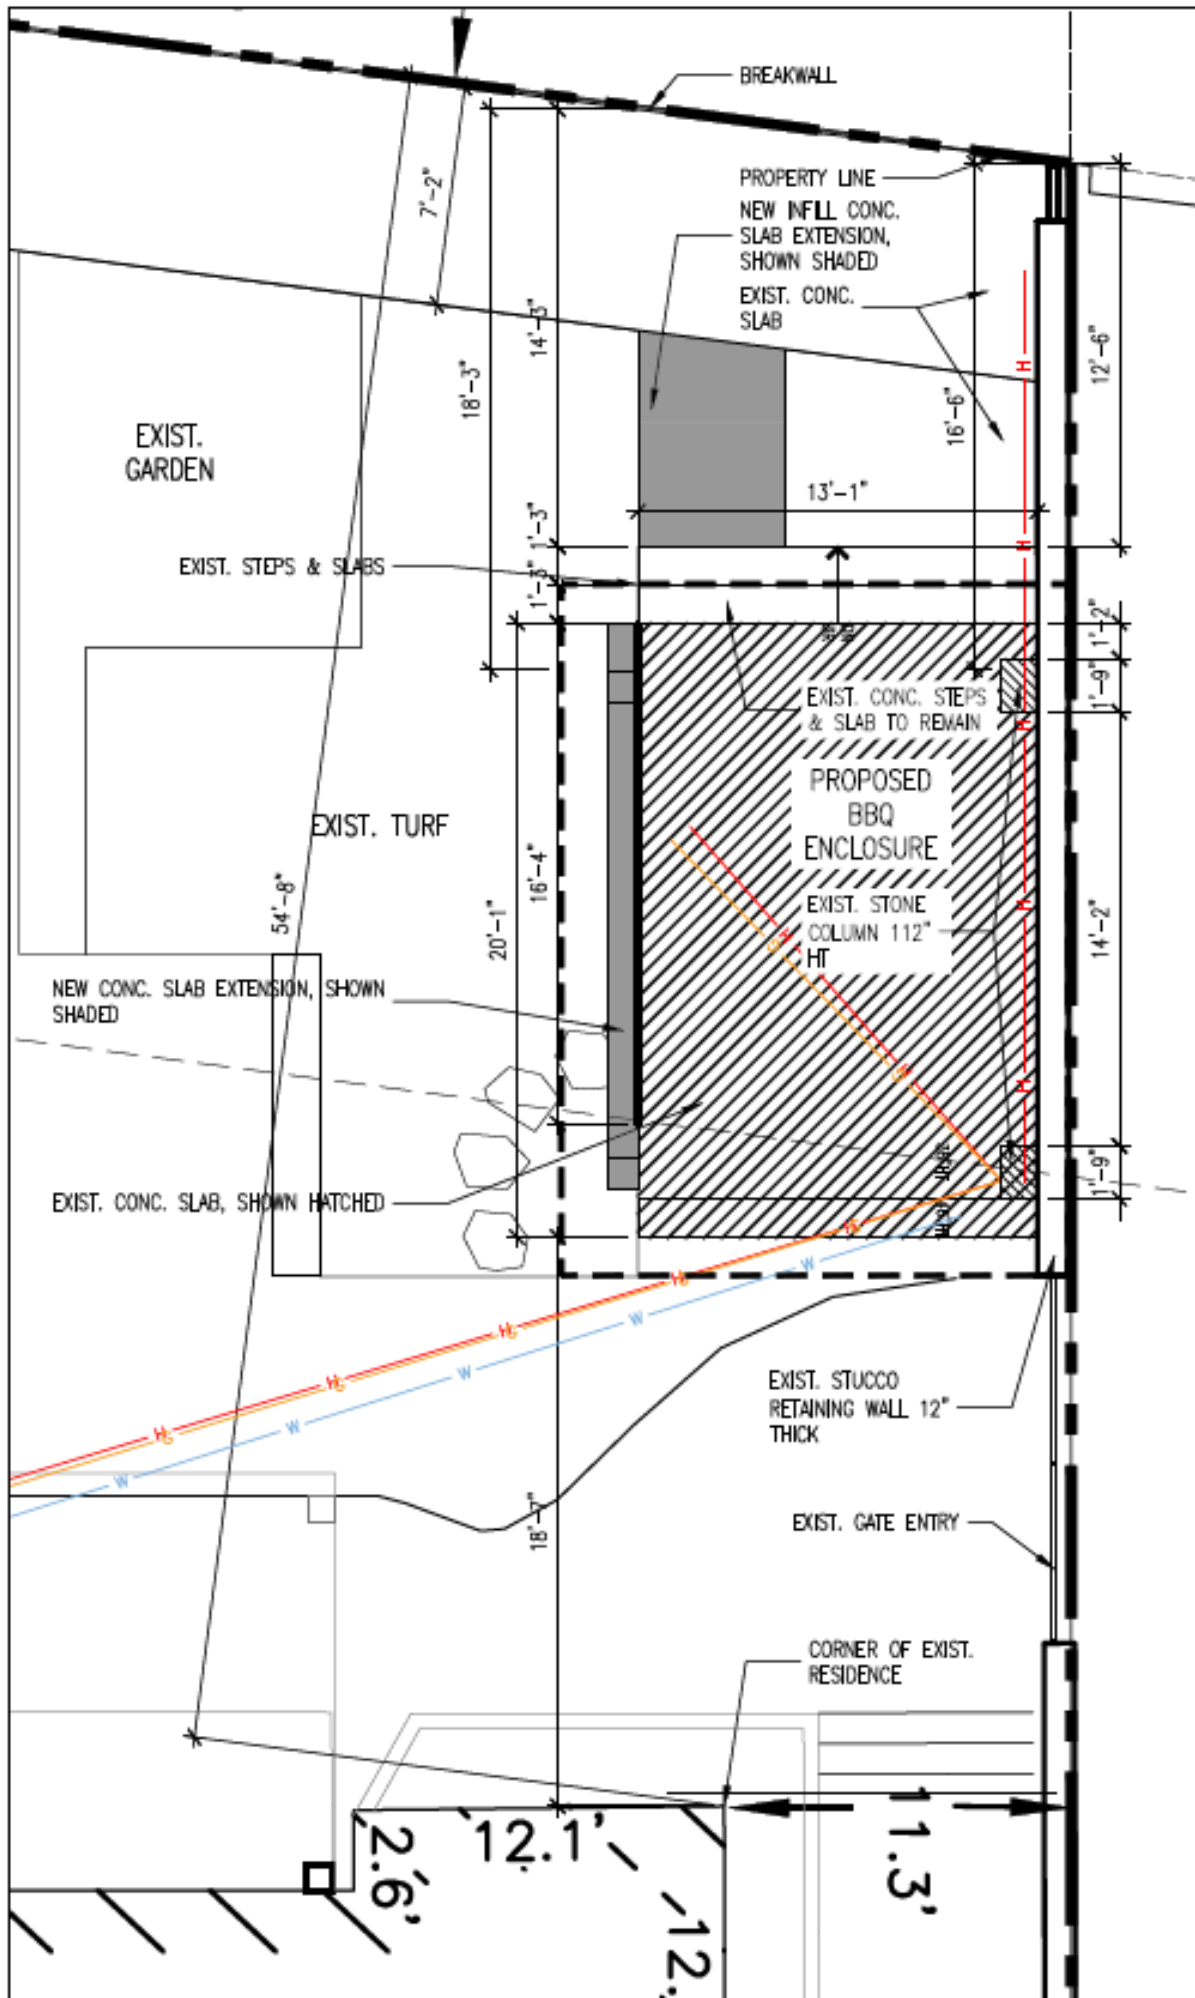 BREAKWALL
PROPERTY LINE
NEW INFILL CONC.
SLAB EXTENSION,
SHOWN SHADED
EXIST. CONC.
SLAB
7'-2"
14'-3"
18'-3"
12'-6"
16'-6"
13'-1"
EXIST.
GARDEN
1'-3"
EXIST. STEPS & SLABS
1'-3"
1'-2"
1'-9"
EXIST. CONC. STEPS
& SLAB TO REMAIN
PROPOSED
BBQ
ENCLOSURE
EXIST. TURF
16'-4"
20'-1"
54'-8"
14'-2"
EXIST. STONE
COLUMN 112"
HT
NEW CONC. SLAB EXTENSION, SHOWN
SHADED
EXIST. CONC. SLAB, SHOWN HATCHED
1'-9"
H
H
H
H
H
H
G
H
G
H
G
H
G
H
G
H
G
H
G
W
W
W
W
W
EXIST. STUCCO
RETAINING WALL 12"
THICK
18'-7"
EXIST. GATE ENTRY
CORNER OF EXIST.
RESIDENCE
12.1'
2.6'
11.3'
12.